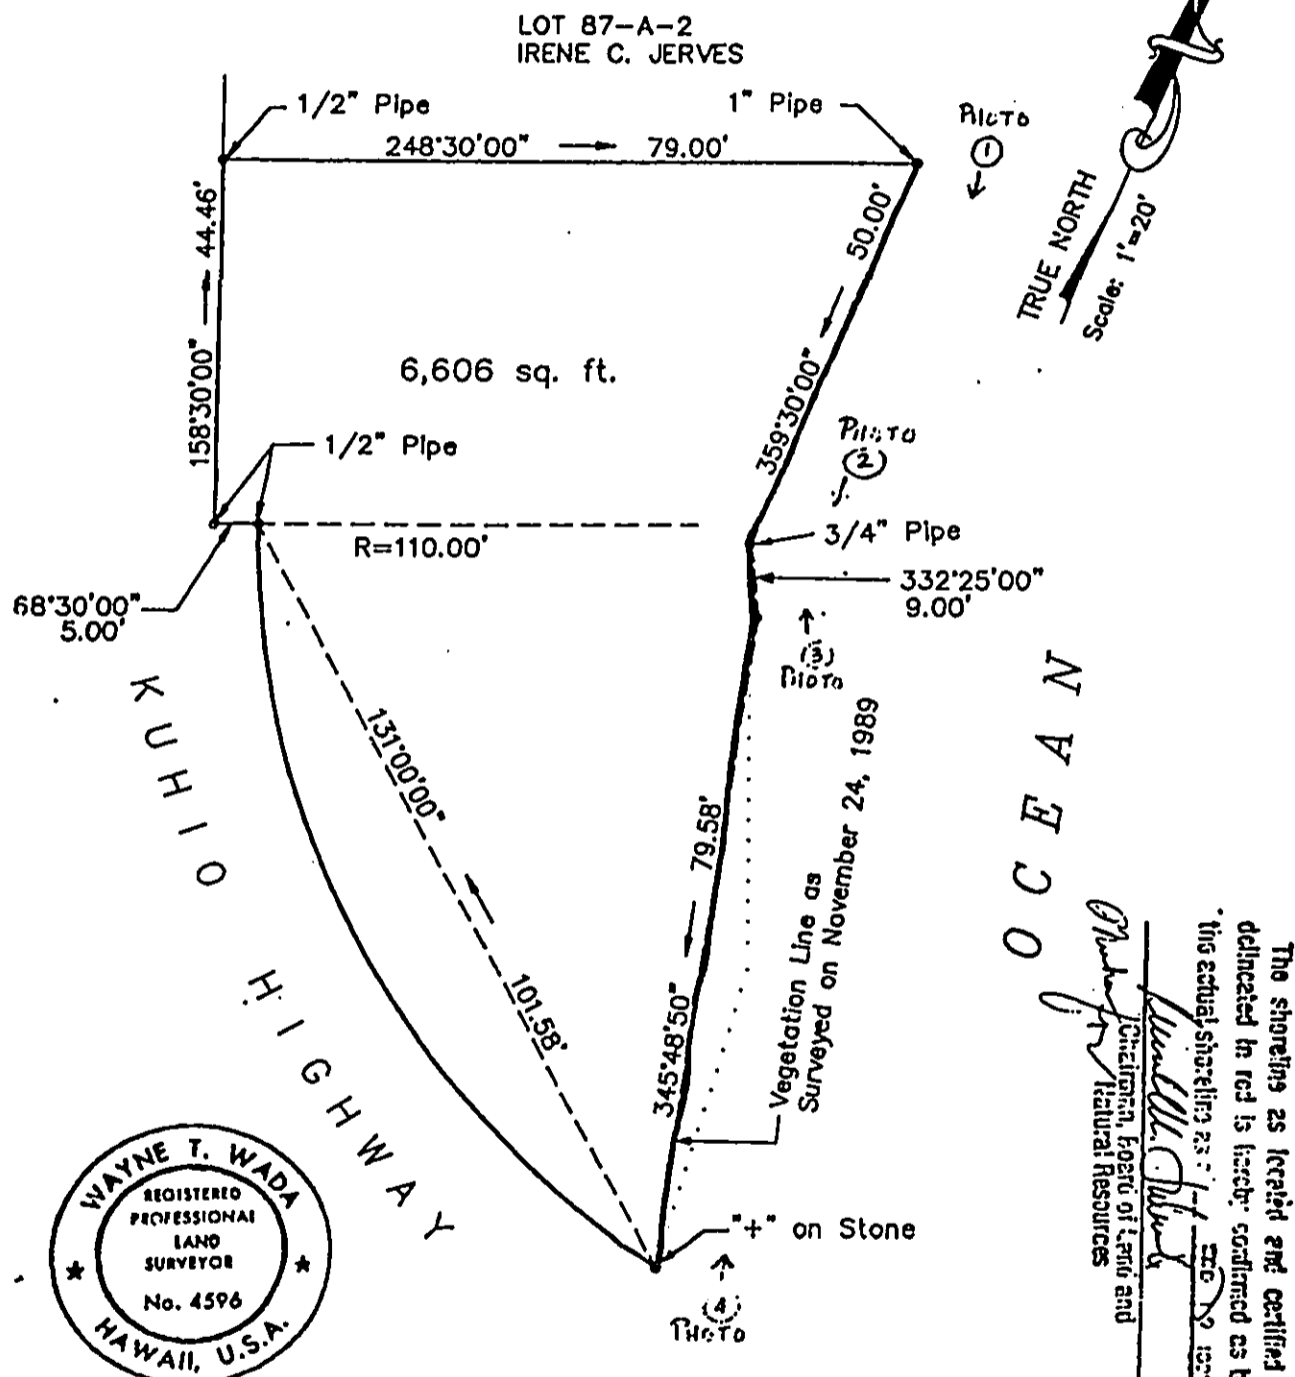 LOT 87-A-2
IRENE C. JERVES
1/2" Pipe
1" Pipe
248°30'00" 79.00'
PHOTO
1
TRUE NORTH
Scale: 1"=20'
158°30'00" 44.46'
50.00'
359°30'00"
6,606 sq. ft.
1/2" Pipe
PHOTO
2
R=110.00'
3/4" Pipe
332°25'00"
9.00'
68°30'00"
5.00'
3
PHOTO
KUHIO HIGHWAY
131°00'00"
101.58'
79.58'
345°48'50"
Vegetation Line as
Surveyed on November 24, 1989
OCEAN
"+" on Stone
4
PHOTO
WAYNE T. WADA
REGISTERED
PROFESSIONAL
LAND
SURVEYOR
No. 4596
HAWAII, U.S.A.
The shoreline as located and certified
delineated in red is hereby confirmed as b
the actual shoreline as
Chairman, Board of Land and
Natural Resources